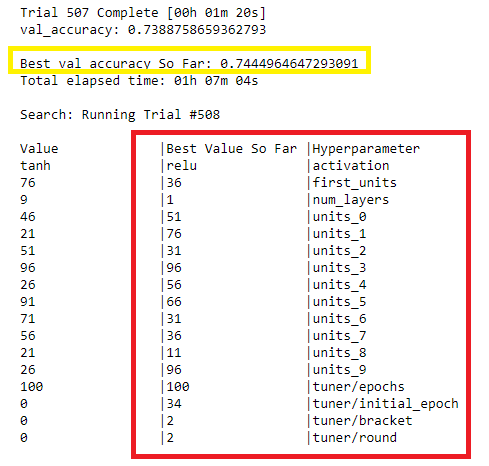 Trial 507 Complete [00h 01m 20s]
val_accuracy: 0.7388758659362793
Best val_accuracy So Far: 0.7444964647293091
Total elapsed time: 01h 07m 04s
Search: Running Trial #508
Value |Best Value So Far |Hyperparameter
tanh |relu |activation
76 |36 |first_units
9 |1 |num_layers
46 |51 |units_0
21 |76 |units_1
51 |31 |units_2
96 |96 |units_3
26 |56 |units_4
91 |66 |units_5
71 |31 |units_6
56 |36 |units_7
21 |11 |units_8
26 |96 |units_9
100 |100 |tuner/epochs
0 |34 |tuner/initial_epoch
0 |2 |tuner/bracket
0 |2 |tuner/round